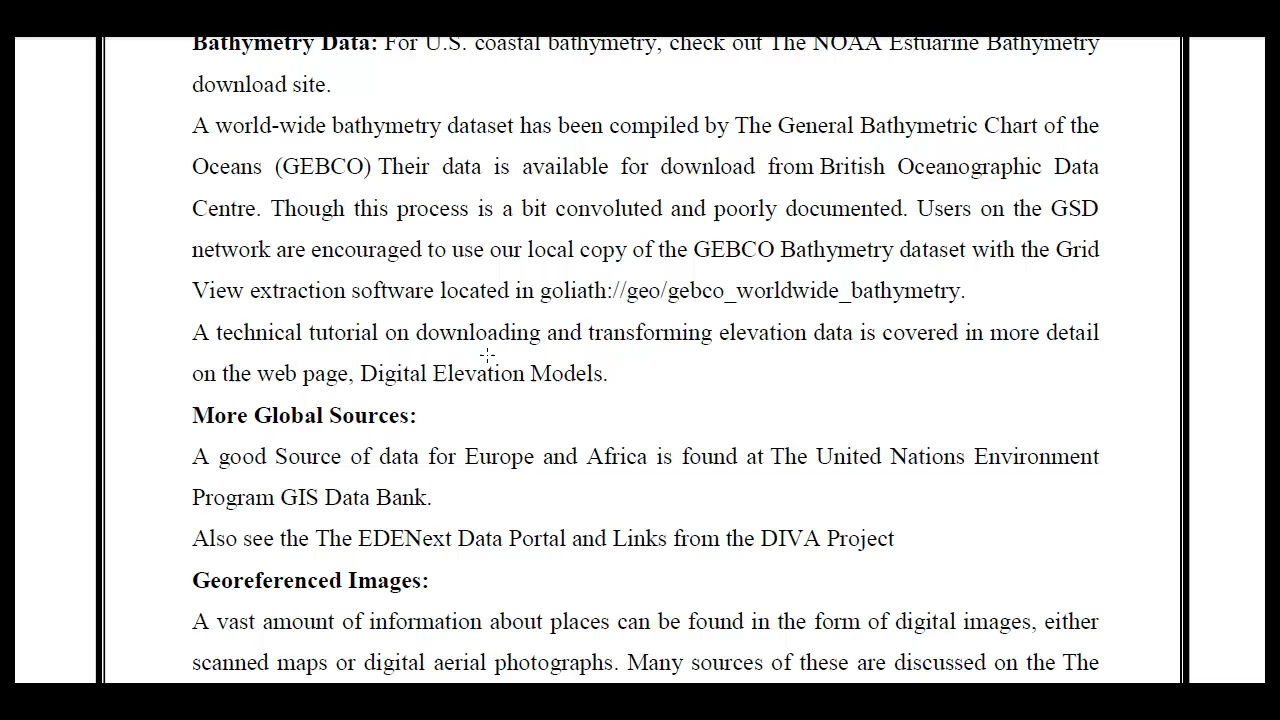 Bathymetry Data: For U.S. coastal bathymetry, check out The NOAA Estuarine Bathymetry
download site.
A world-wide bathymetry dataset has been compiled by The General Bathymetric Chart of the
Oceans (GEBCO) Their data is available for download from British Oceanographic Data
Centre. Though this process is a bit convoluted and poorly documented. Users on the GSD
network are encouraged to use our local copy of the GEBCO Bathymetry dataset with the Grid
View extraction software located in goliath://geo/gebco_worldwide_bathymetry.
A technical tutorial on downloading and transforming elevation data is covered in more detail
on the web page, Digital Elevation Models.
More Global Sources:
A good Source of data for Europe and Africa is found at The United Nations Environment
Program GIS Data Bank.
Also see the The EDENext Data Portal and Links from the DIVA Project
Georeferenced Images:
A vast amount of information about places can be found in the form of digital images, either
scanned maps or digital aerial photographs. Many sources of these are discussed on the The